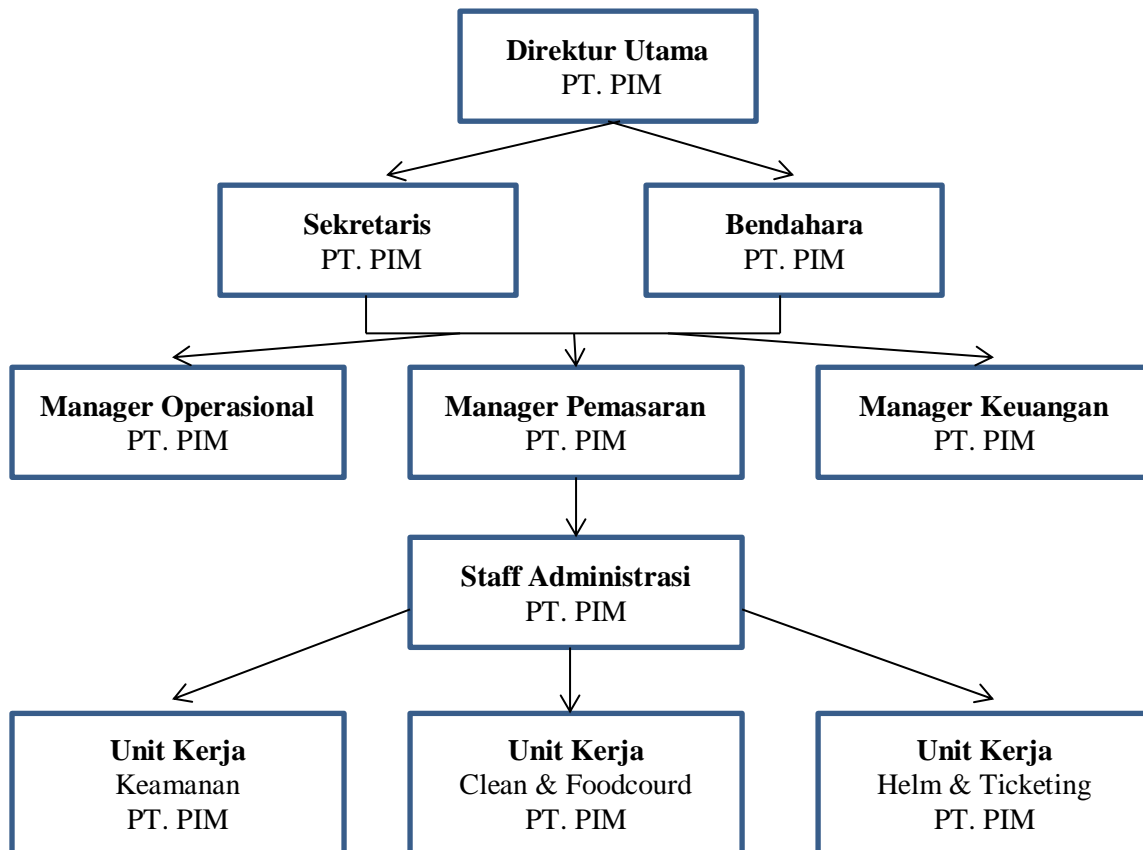 Direktur Utama
PT. PIM
Sekretaris
PT. PIM
Bendahara
PT. PIM
Manager Operasional
PT. PIM
Manager Pemasaran
PT. PIM
Manager Keuangan
PT. PIM
Staff Administrasi
PT. PIM
Unit Kerja
Keamanan
PT. PIM
Unit Kerja
Clean & Foodcourd
PT. PIM
Unit Kerja
Helm & Ticketing
PT. PIM